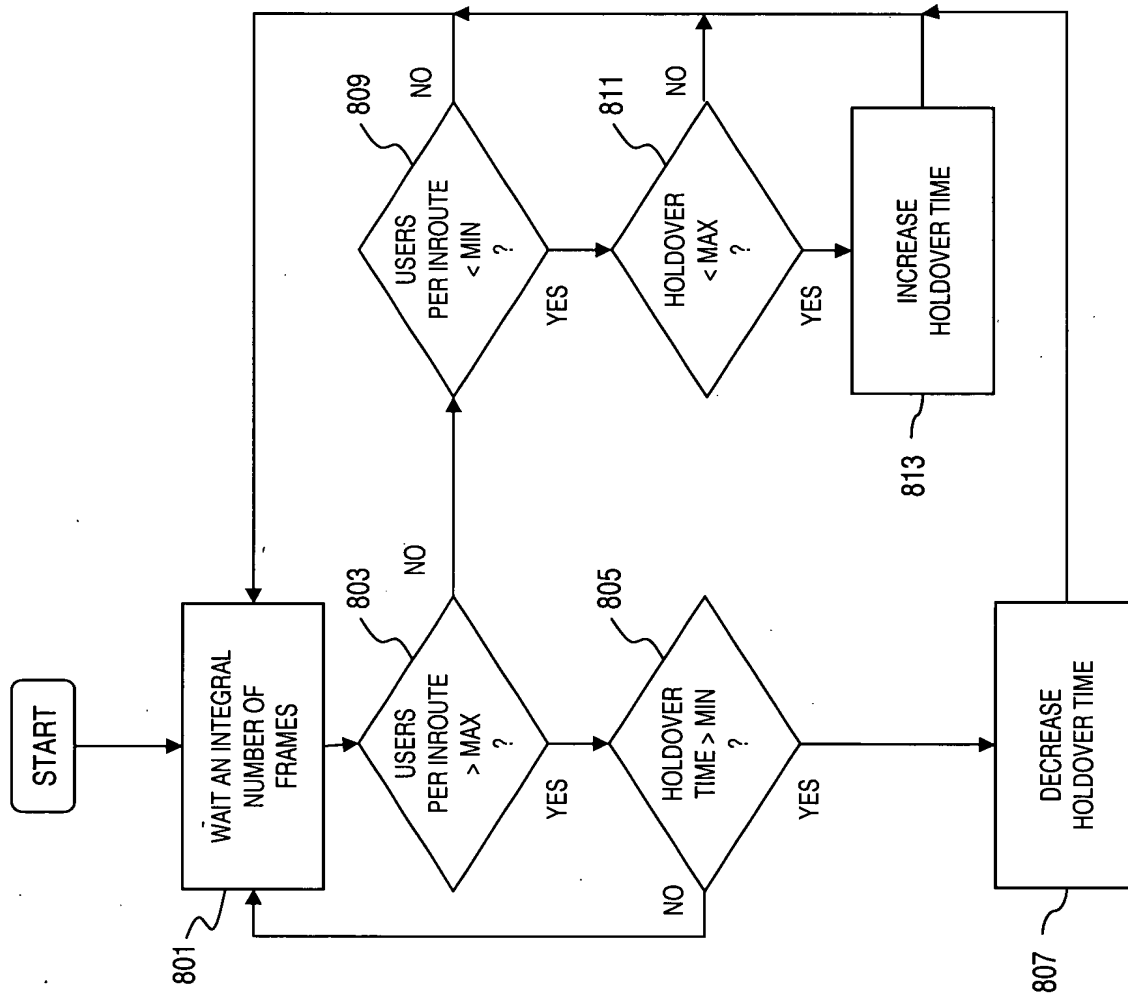 START
WAIT AN INTEGRAL
NUMBER OF
FRAMES
801
USERS
PER INROUTE
> MAX
?
803
NO
YES
HOLDOVER
TIME > MIN
?
805
NO
YES
DECREASE
HOLDOVER TIME
807
USERS
PER INROUTE
< MIN
?
809
NO
YES
HOLDOVER
< MAX
?
811
NO
YES
INCREASE
HOLDOVER TIME
813